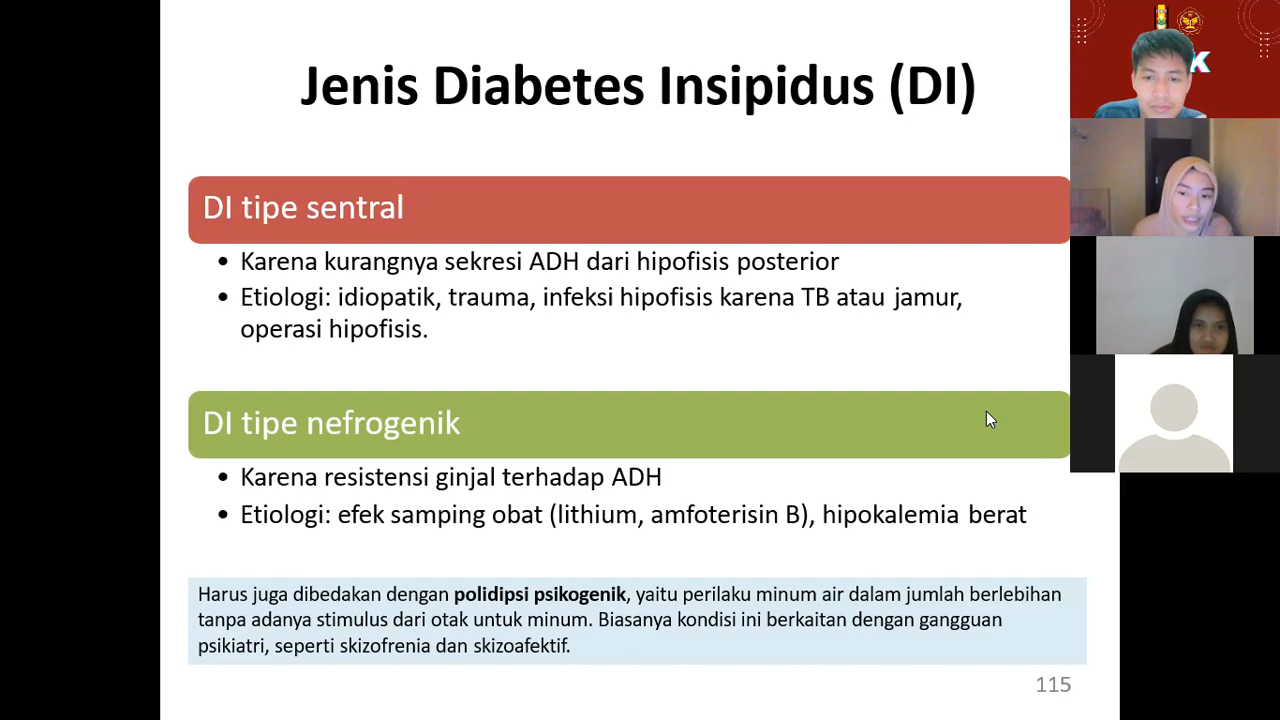 Jenis Diabetes Insipidus (DI)
DI tipe sentral
• Karena kurangnya sekresi ADH dari hipofisis posterior
• Etiologi: idiopatik, trauma, infeksi hipofisis karena TB atau jamur,
operasi hipofisis.
DI tipe nefrogenik
• Karena resistensi ginjal terhadap ADH
• Etiologi: efek samping obat (lithium, amfoterisin B), hipokalemia berat
Harus juga dibedakan dengan polidipsi psikogenik, yaitu perilaku minum air dalam jumlah berlebihan
tanpa adanya stimulus dari otak untuk minum. Biasanya kondisi ini berkaitan dengan gangguan
psikiatri, seperti skizofrenia dan skizoafektif.
115
K